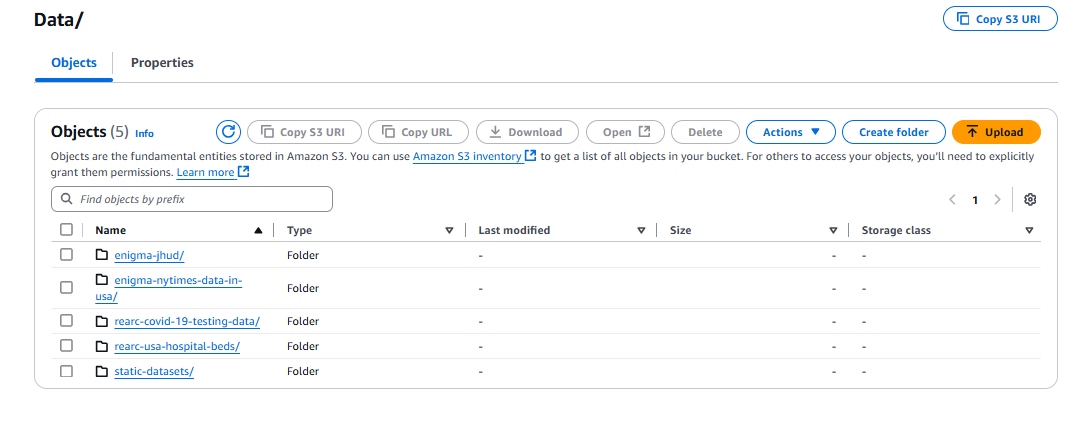 Data/
Copy S3 URI
Objects
Properties
Objects (5) Info
Copy S3 URI
Copy URL
Download
Open
Delete
Actions
Create folder
Upload
Objects are the fundamental entities stored in Amazon S3. You can use Amazon S3 inventory to get a list of all objects in your bucket. For others to access your objects, you'll need to explicitly
grant them permissions. Learn more
Find objects by prefix
1
Name Type Last modified Size Storage class
enigma-jhud/ Folder - - -
enigma-nytimes-data-in-
usa/ Folder - - -
rearc-covid-19-testing-data/ Folder - - -
rearc-usa-hospital-beds/ Folder - - -
static-datasets/ Folder - - -